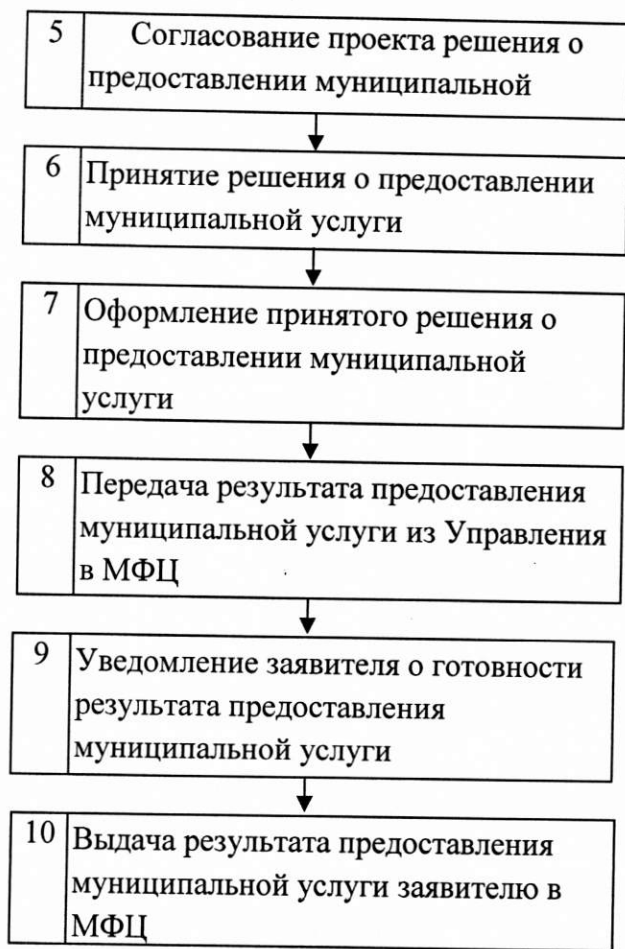 5 Согласование проекта решения о
предоставлении муниципальной
6 Принятие решения о предоставлении
муниципальной услуги
7 Оформление принятого решения о
предоставлении муниципальной
услуги
8 Передача результата предоставления
муниципальной услуги из Управления
в МФЦ
9 Уведомление заявителя о готовности
результата предоставления
муниципальной услуги
10 Выдача результата предоставления
муниципальной услуги заявителю в
МФЦ